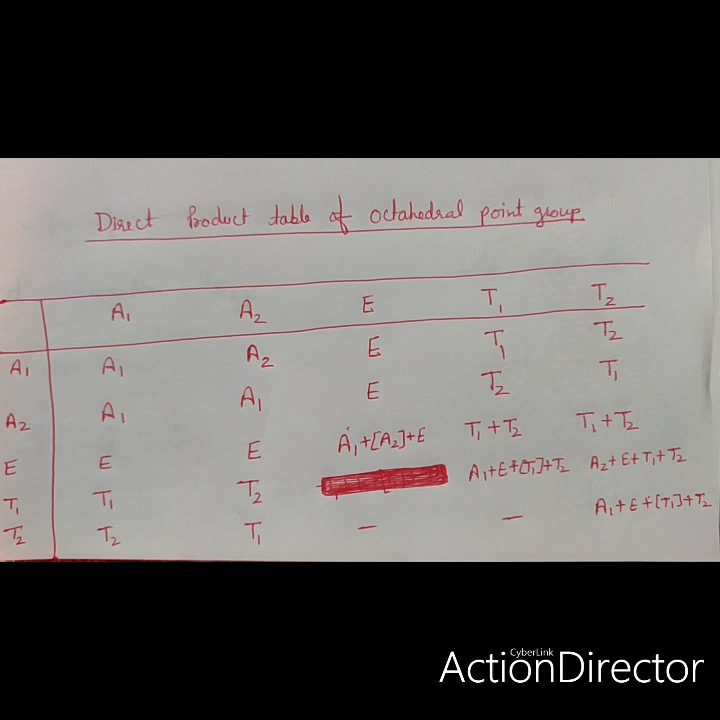 Direct Product table of octahedral point group
A₁ A₂ E T₁ T₂
A₁ A₁ A₂ E T₁ T₂
A₂ A₁ A₁ E T₂ T₁
E E E A₁+[A₂]+E T₁+T₂ T₁+T₂
T₁ T₁ T₂ A₁+E+[T₁]+T₂ A₂+E+T₁+T₂
T₂ T₂ T₁ — — A₁+E+[T₁]+T₂
CyberLink
ActionDirector